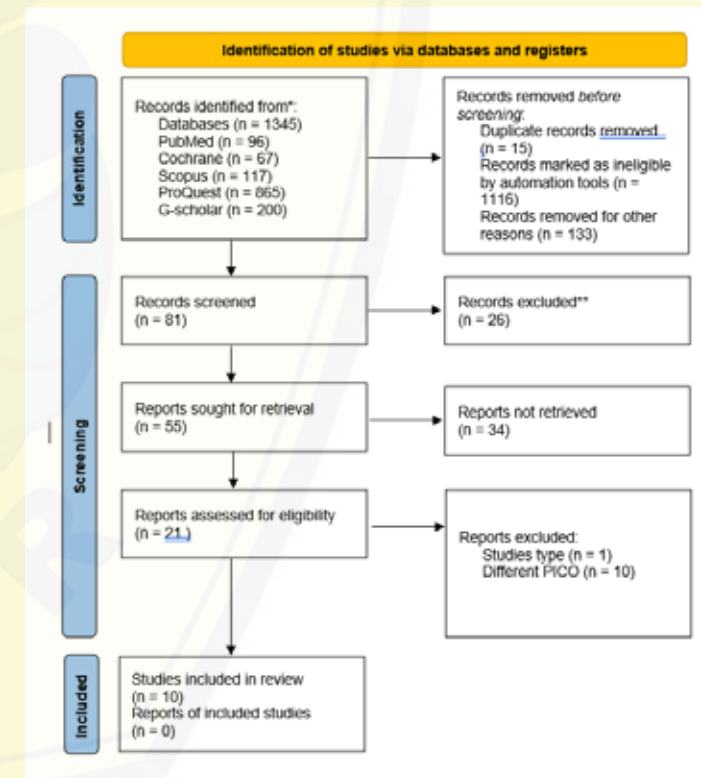 Identification of studies via databases and registers
Identification
Records identified from*:
Databases (n = 1345)
PubMed (n = 96)
Cochrane (n = 67)
Scopus (n = 117)
ProQuest (n = 865)
G-scholar (n = 200)
Records removed before
screening:
Duplicate records removed
(n = 15)
Records marked as ineligible
by automation tools (n =
1116)
Records removed for other
reasons (n = 133)
Screening
Records screened
(n = 81)
Records excluded**
(n = 26)
Reports sought for retrieval
(n = 55)
Reports not retrieved
(n = 34)
Reports assessed for eligibility
(n = 21 )
Reports excluded:
Studies type (n = 1)
Different PICO (n = 10)
Included
Studies included in review
(n = 10)
Reports of included studies
(n = 0)